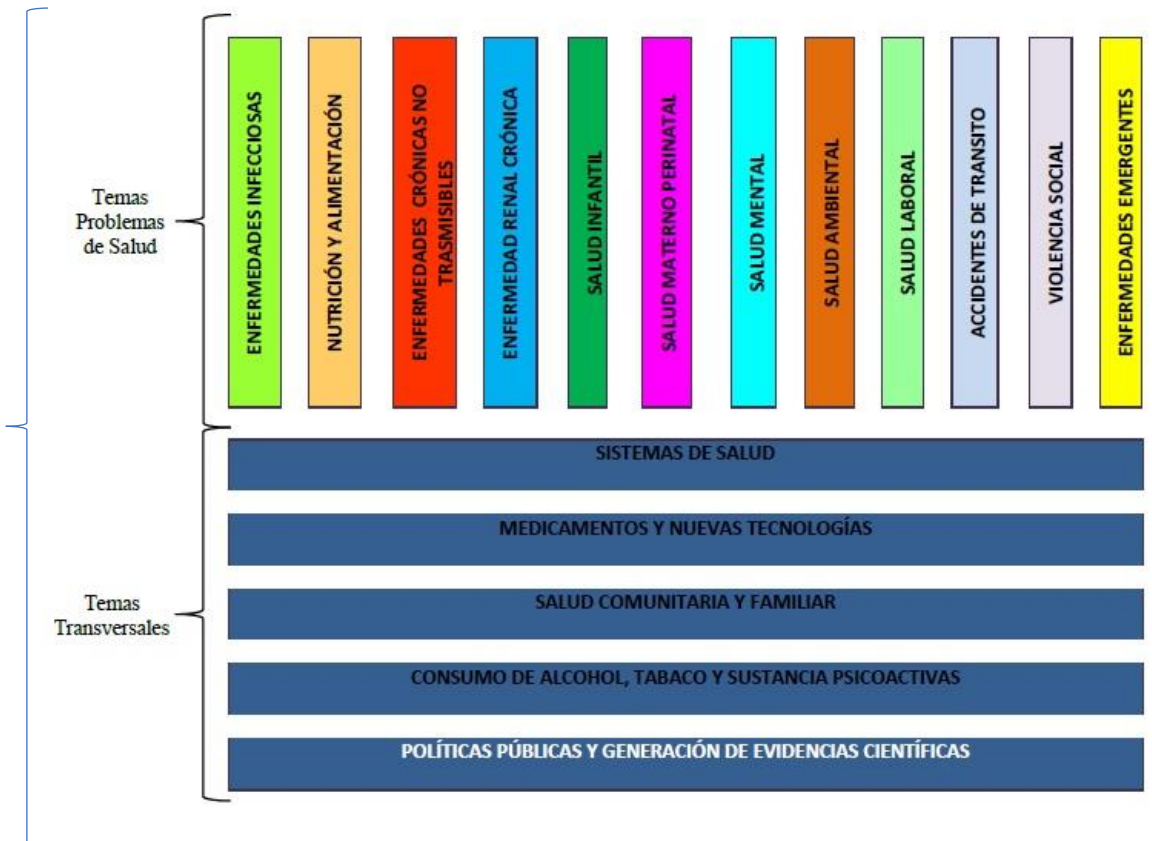 Temas
Problemas
de Salud
ENFERMEDADES INFECCIOSAS
NUTRICIÓN Y ALIMENTACIÓN
ENFERMEDADES CRÓNICAS NO
TRASMISIBLES
ENFERMEDAD RENAL CRÓNICA
SALUD INFANTIL
SALUD MATERNO PERINATAL
SALUD MENTAL
SALUD AMBIENTAL
SALUD LABORAL
ACCIDENTES DE TRANSITO
VIOLENCIA SOCIAL
ENFERMEDADES EMERGENTES
Temas
Transversales
SISTEMAS DE SALUD
MEDICAMENTOS Y NUEVAS TECNOLOGÍAS
SALUD COMUNITARIA Y FAMILIAR
CONSUMO DE ALCOHOL, TABACO Y SUSTANCIA PSICOACTIVAS
POLÍTICAS PÚBLICAS Y GENERACIÓN DE EVIDENCIAS CIENTÍFICAS